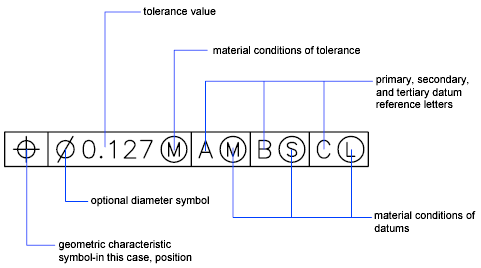 tolerance value
material conditions of tolerance
primary, secondary,
and tertiary datum
reference letters
⌖ ⌀ 0.127 Ⓜ A Ⓜ B Ⓢ C Ⓛ
optional diameter symbol
material conditions of
datums
geometric characteristic
symbol-in this case, position